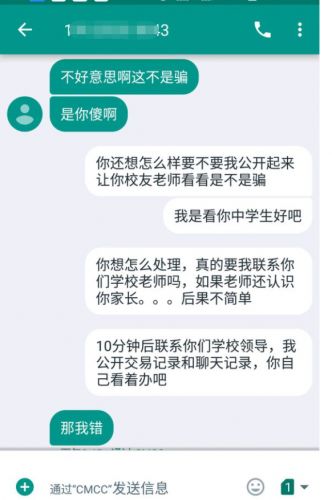 1
43
不好意思啊这不是骗
是你傻啊
你还想怎么样要不要我公开起来
让你校友老师看看是不是骗
我是看你中学生好吧
你想怎么处理，真的要我联系你
们学校老师吗，如果老师还认识
你家长。。。后果不简单
10分钟后联系你们学校领导，我
公开交易记录和聊天记录，你自
己看着办吧
那我错
通过"CMCC"发送信息
1